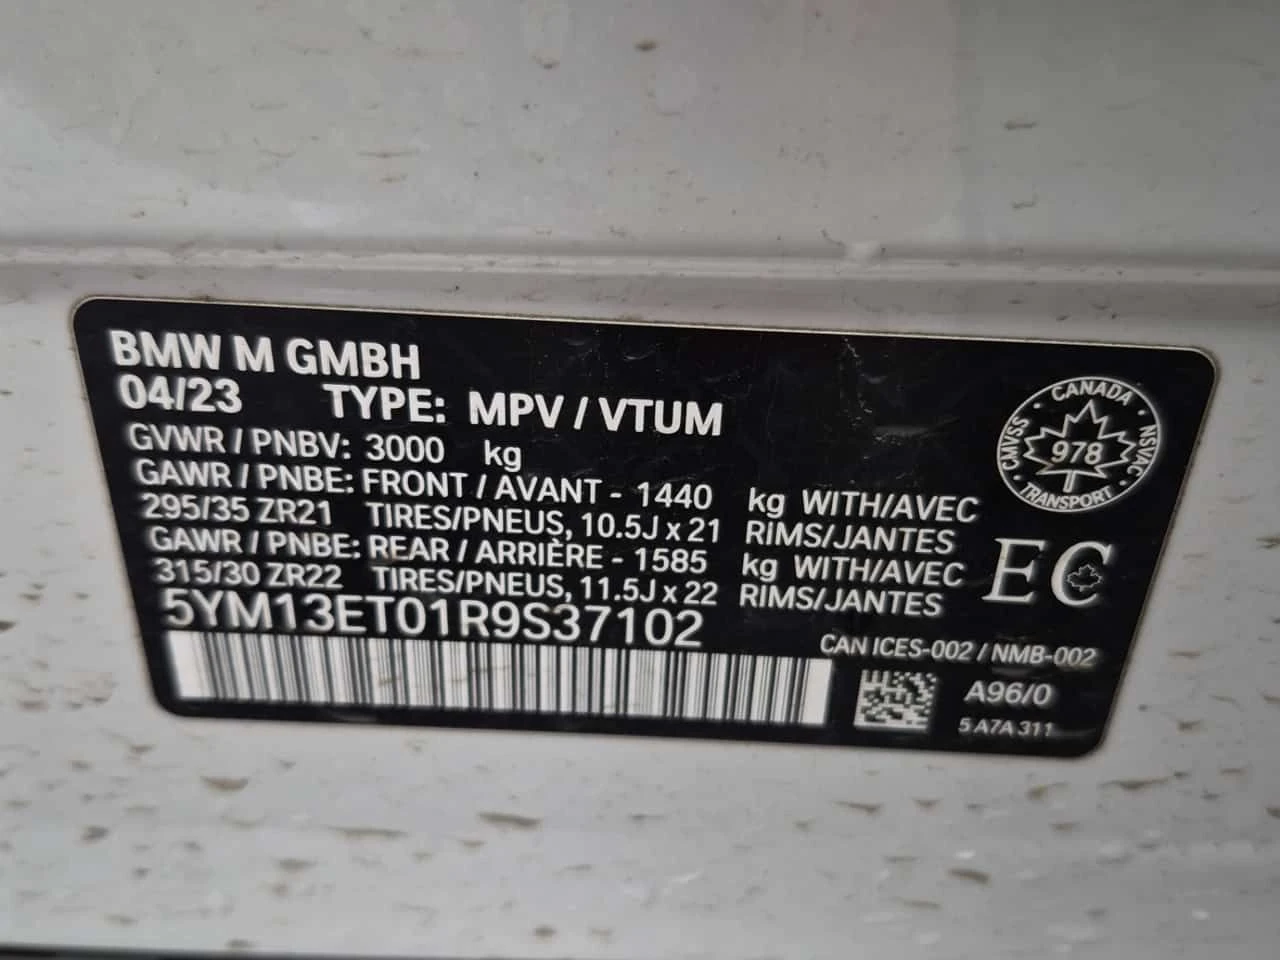 BMW M GMBH
04/23 TYPE: MPV / VTUM
GVWR / PNBV: 3000 kg
GAWR / PNBE: FRONT / AVANT - 1440 kg WITH/AVEC
295/35 ZR21 TIRES/PNEUS, 10.5J x 21 RIMS/JANTES
GAWR / PNBE: REAR / ARRIÈRE - 1585 kg WITH/AVEC
315/30 ZR22 TIRES/PNEUS, 11.5J x 22 RIMS/JANTES
5YM13ET01R9S37102
CANADA
CMVSS 978 NSVAC
TRANSPORT
EC
CAN ICES-002 / NMB-002
A96/0
5 A7A 311